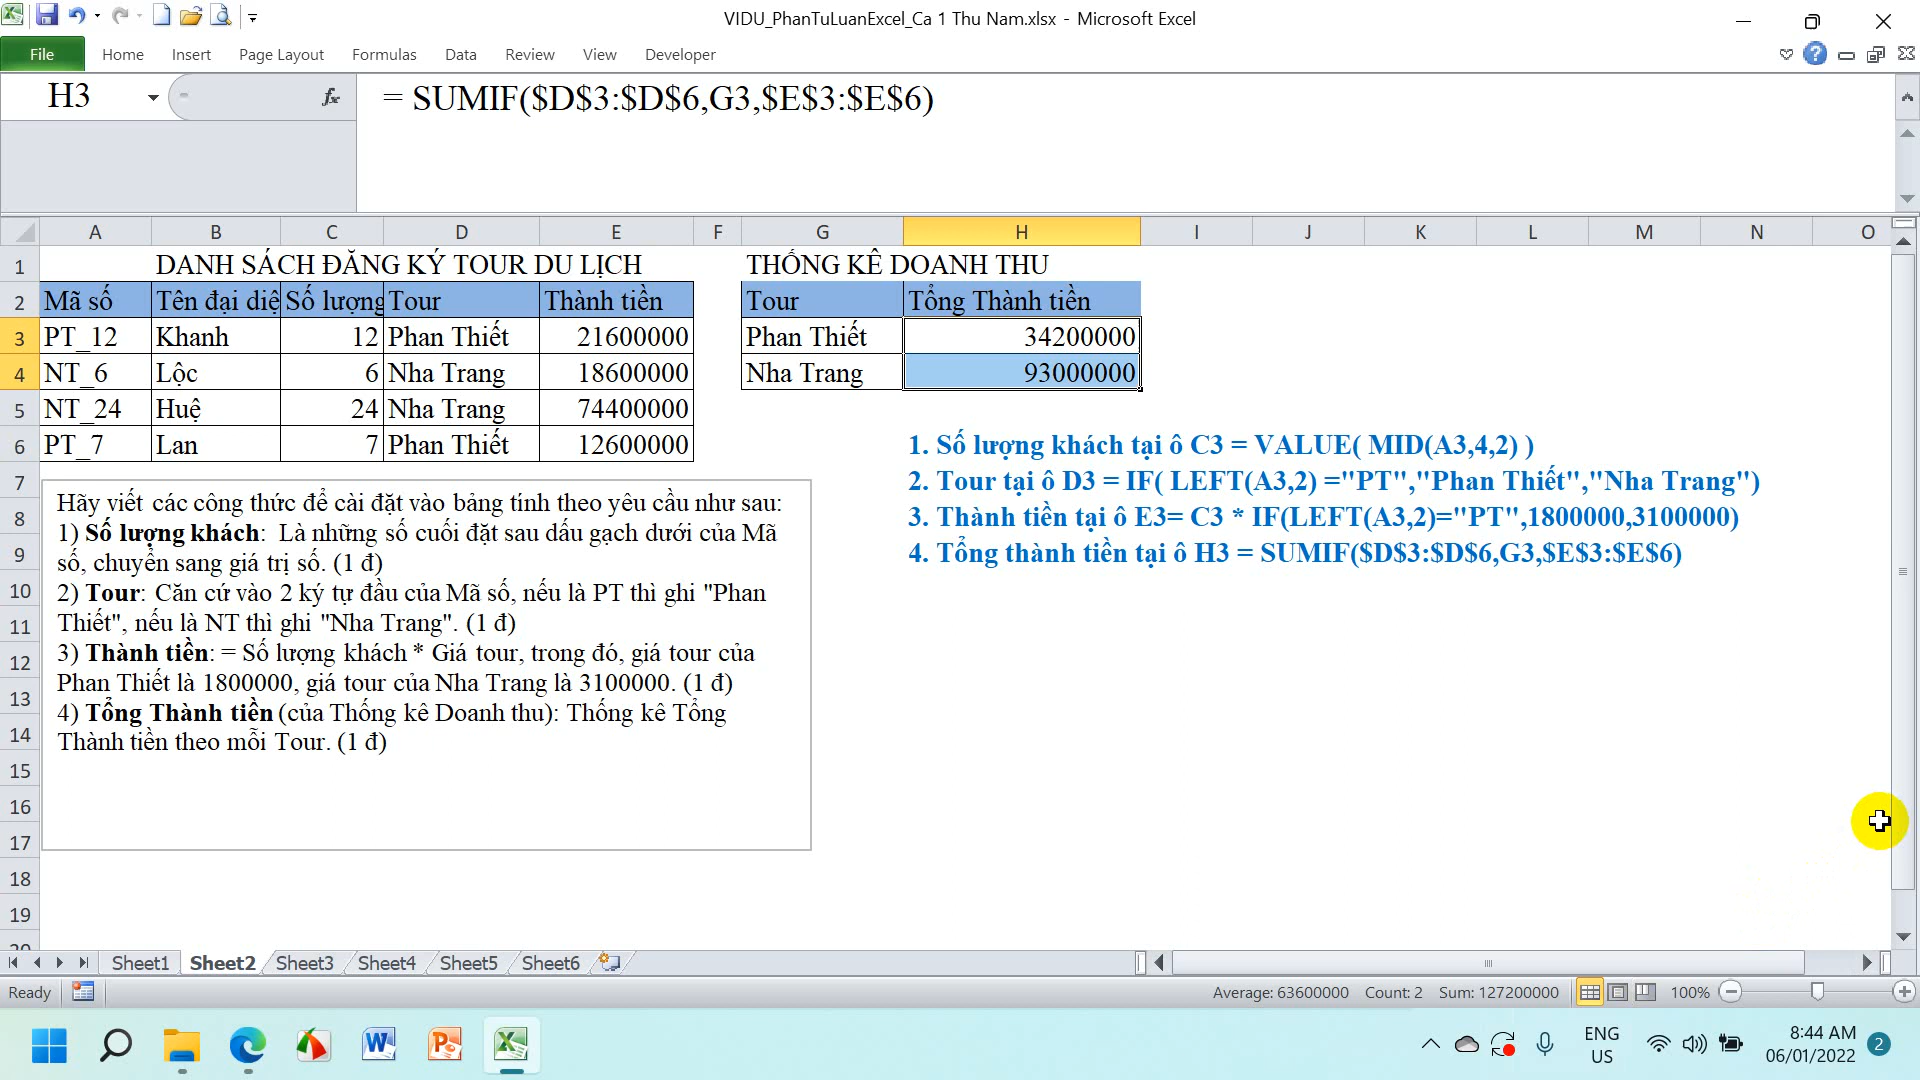 VIDU_PhanTuLuanExcel_Ca 1 Thu Nam.xlsx - Microsoft Excel
File Home Insert Page Layout Formulas Data Review View Developer
H3 fx = SUMIF($D$3:$D$6,G3,$E$3:$E$6)
A B C D E F G H I J K L M N O
1 DANH SÁCH ĐĂNG KÝ TOUR DU LỊCH THỐNG KÊ DOANH THU
2 Mã số Tên đại diệ Số lượng Tour Thành tiền Tour Tổng Thành tiền
3 PT_12 Khanh 12 Phan Thiết 21600000 Phan Thiết 34200000
4 NT_6 Lộc 6 Nha Trang 18600000 Nha Trang 93000000
5 NT_24 Huệ 24 Nha Trang 74400000
6 PT_7 Lan 7 Phan Thiết 12600000
1. Số lượng khách tại ô C3 = VALUE( MID(A3,4,2) )
2. Tour tại ô D3 = IF( LEFT(A3,2) ="PT","Phan Thiết","Nha Trang")
3. Thành tiền tại ô E3= C3 * IF(LEFT(A3,2)="PT",1800000,3100000)
4. Tổng thành tiền tại ô H3 = SUMIF($D$3:$D$6,G3,$E$3:$E$6)
7
8
9
10
11
12
13
14
15
16
17
18
19
20
Hãy viết các công thức để cài đặt vào bảng tính theo yêu cầu như sau:
1) Số lượng khách: Là những số cuối đặt sau dấu gạch dưới của Mã
số, chuyển sang giá trị số. (1 đ)
2) Tour: Căn cứ vào 2 ký tự đầu của Mã số, nếu là PT thì ghi "Phan
Thiết", nếu là NT thì ghi "Nha Trang". (1 đ)
3) Thành tiền: = Số lượng khách * Giá tour, trong đó, giá tour của
Phan Thiết là 1800000, giá tour của Nha Trang là 3100000. (1 đ)
4) Tổng Thành tiền (của Thống kê Doanh thu): Thống kê Tổng
Thành tiền theo mỗi Tour. (1 đ)
Sheet1 Sheet2 Sheet3 Sheet4 Sheet5 Sheet6
Ready Average: 63600000 Count: 2 Sum: 127200000 100%
ENG
US
8:44 AM
06/01/2022
2